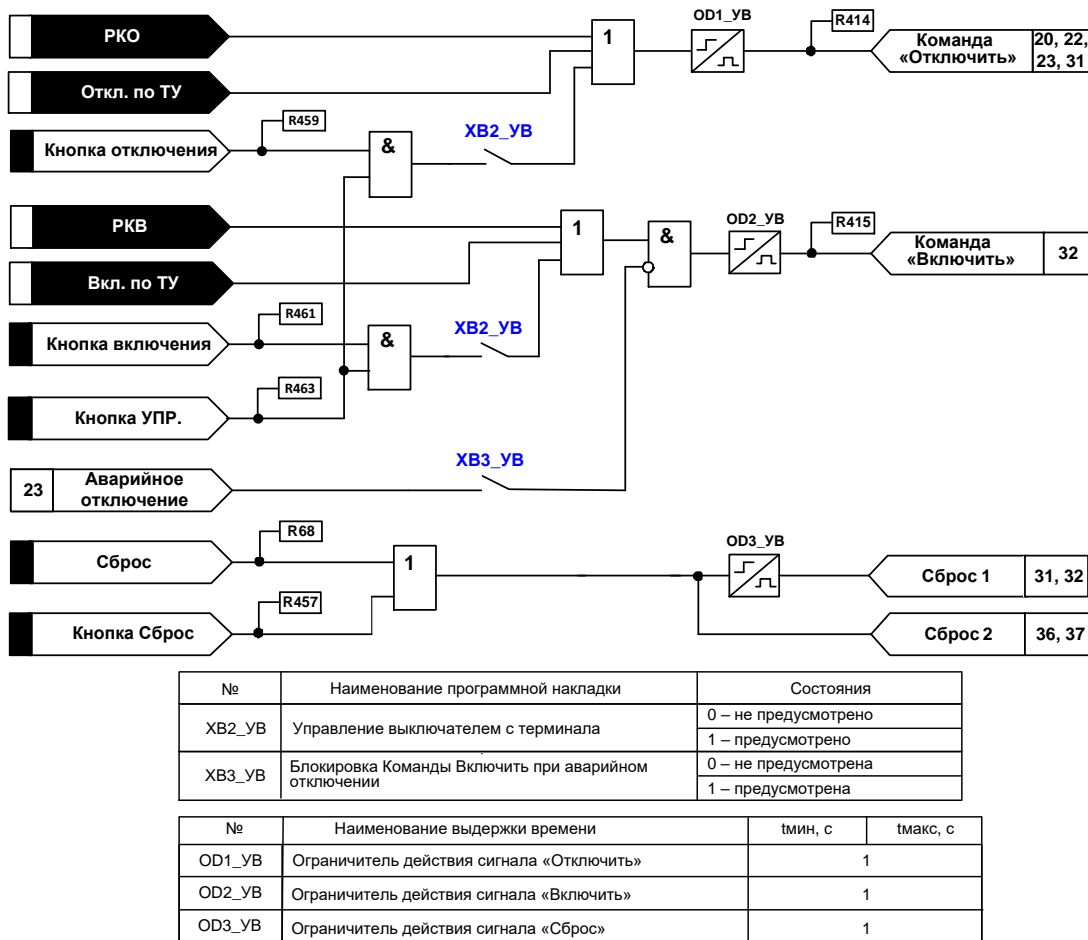 РКО
1
OD1_УВ
R414
Команда
«Отключить»
20, 22,
23, 31
Откл. по ТУ
R459
Кнопка отключения
&
XB2_УВ
РКВ
1
&
OD2_УВ
R415
Команда
«Включить»
32
Вкл. по ТУ
R461
Кнопка включения
&
XB2_УВ
R463
Кнопка УПР.
23
Аварийное
отключение
XB3_УВ
R68
Сброс
1
OD3_УВ
Сброс 1
31, 32
R457
Кнопка Сброс
Сброс 2
36, 37
№ Наименование программной накладки Состояния
XB2_УВ Управление выключателем с терминала
0 – не предусмотрено
1 – предусмотрено
XB3_УВ
Блокировка Команды Включить при аварийном
отключении
0 – не предусмотрена
1 – предусмотрена
№ Наименование выдержки времени tмин, с tмакс, с
OD1_УВ Ограничитель действия сигнала «Отключить» 1
OD2_УВ Ограничитель действия сигнала «Включить» 1
OD3_УВ Ограничитель действия сигнала «Сброс» 1